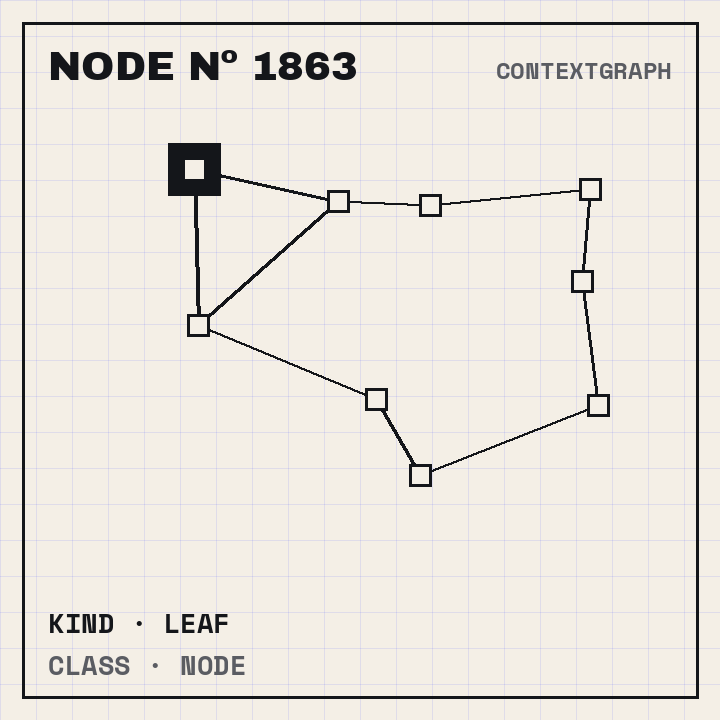 NODE Nº 1863
CONTEXTGRAPH
KIND · LEAF
CLASS · NODE